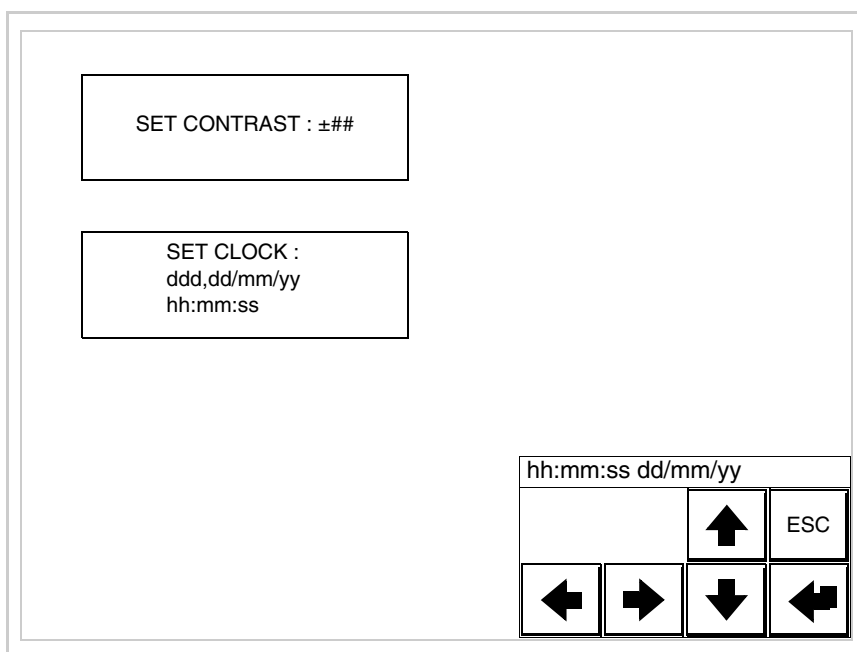 SET CONTRAST : ±##
SET CLOCK :
ddd,dd/mm/yy
hh:mm:ss
hh:mm:ss dd/mm/yy
ESC